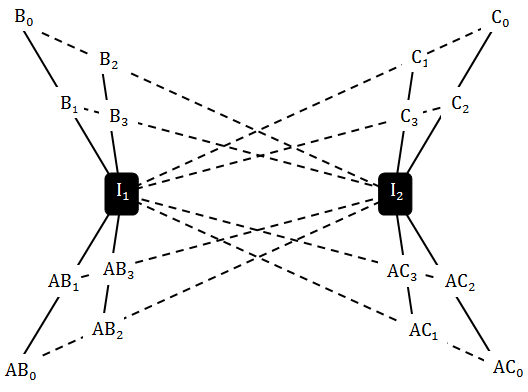 B₀ C₀
B₂ C₁
B₁ C₂
B₃ C₃
I₁ I₂
AB₃ AC₃
AB₁ AC₂
AB₂ AC₁
AB₀ AC₀